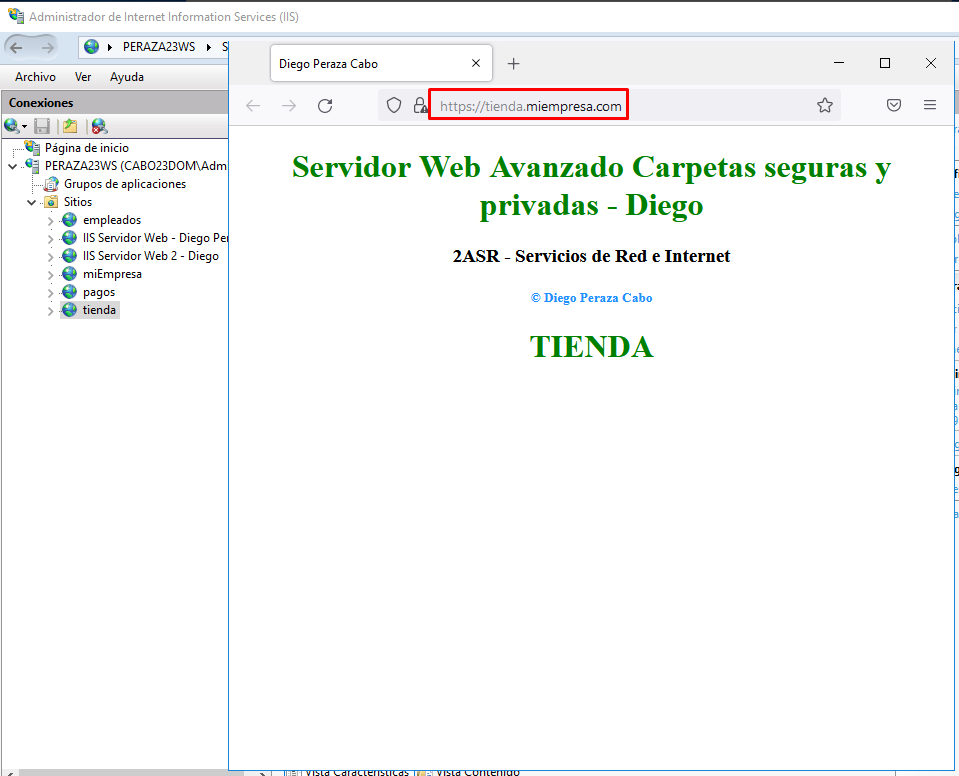 Administrador de Internet Information Services (IIS)
PERAZA23WS
S
Archivo Ver Ayuda
Conexiones
Página de inicio
PERAZA23WS (CABO23DOM\Adm
Grupos de aplicaciones
Sitios
empleados
IIS Servidor Web - Diego Per
IIS Servidor Web 2 - Diego
miEmpresa
pagos
tienda
Diego Peraza Cabo
https://tienda.miempresa.com
Servidor Web Avanzado Carpetas seguras y
privadas - Diego
2ASR - Servicios de Red e Internet
© Diego Peraza Cabo
TIENDA
Vista Características Vista Contenido